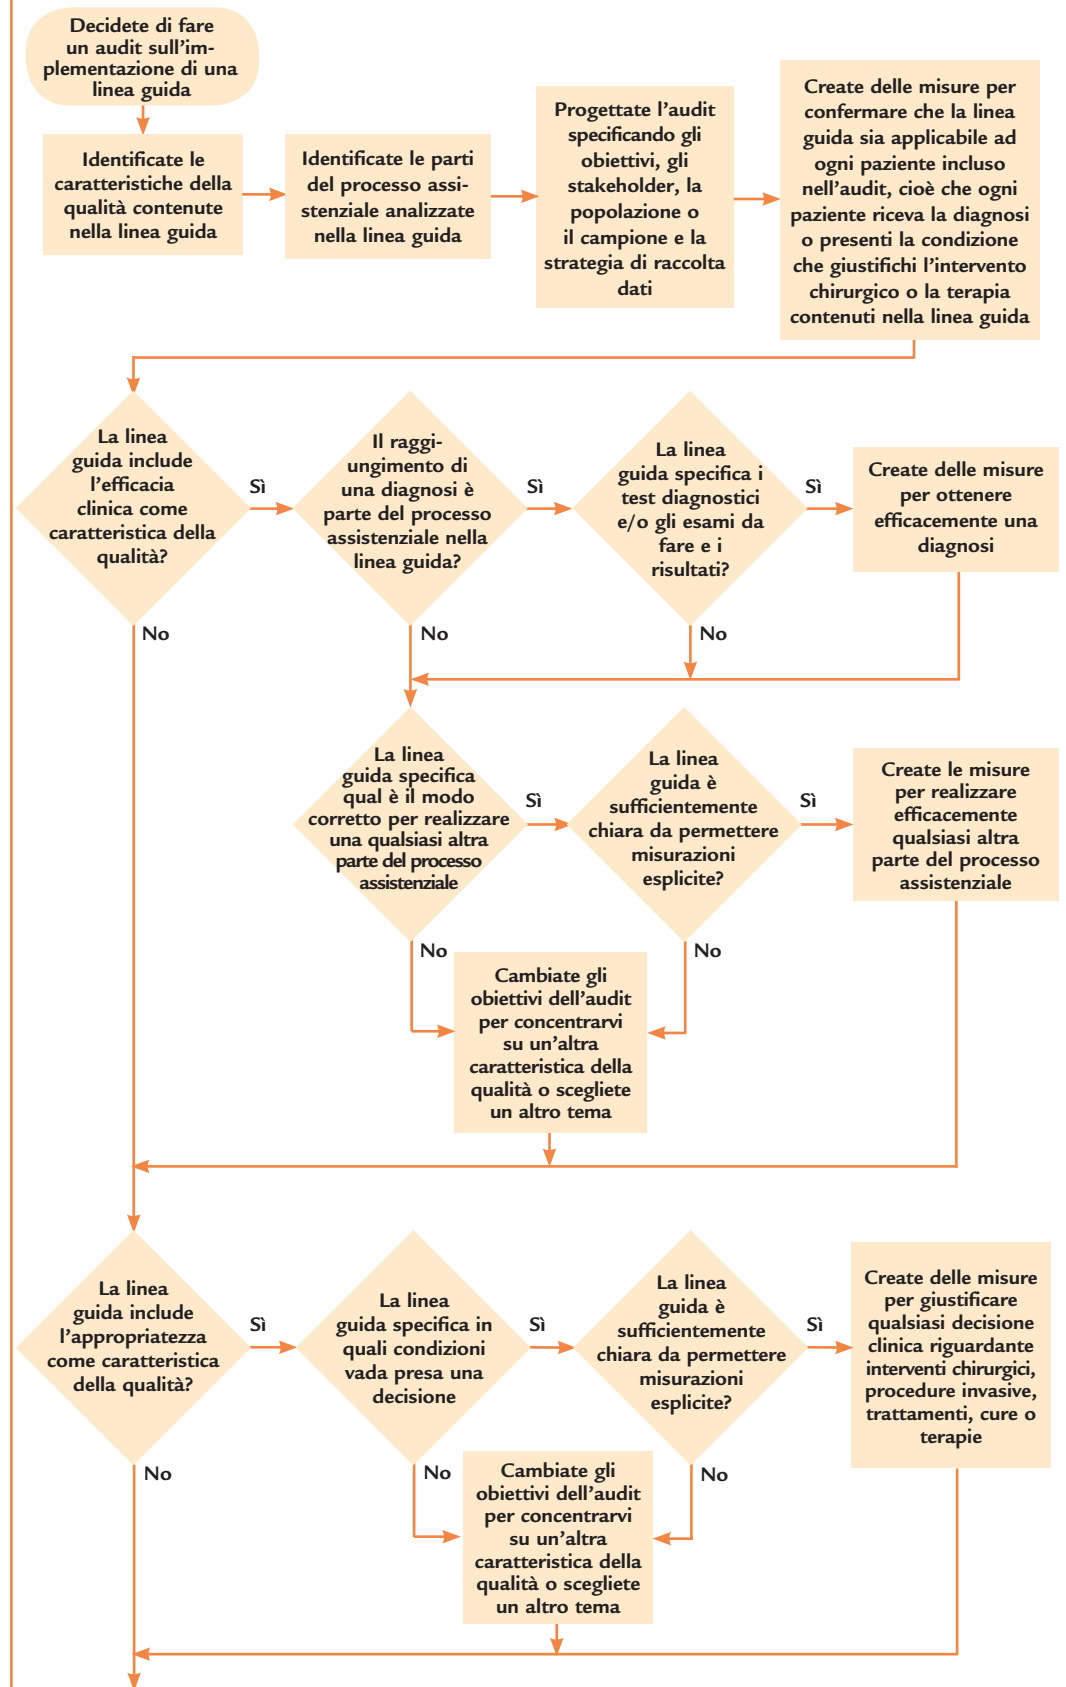 Decidete di fare
un audit sull'im-
plementazione di una
linea guida
Identificate le
caratteristiche della
qualità contenute
nella linea guida
Identificate le parti
del processo assi-
stenziale analizzate
nella linea guida
Progettate l'audit
specificando gli
obiettivi, gli
stakeholder, la
popolazione o
il campione e la
strategia di raccolta
dati
Create delle misure per
confermare che la linea
guida sia applicabile ad
ogni paziente incluso
nell'audit, cioè che ogni
paziente riceva la diagnosi
o presenti la condizione
che giustifichi l'intervento
chirurgico o la terapia
contenuti nella linea guida
La linea
guida include
l'efficacia
clinica come
caratteristica della
qualità?
Sì
No
Il raggi-
ungimento di
una diagnosi è
parte del processo
assistenziale nella
linea guida?
Sì
No
La linea
guida specifica i
test diagnostici
e/o gli esami da
fare e i
risultati?
Sì
No
Create delle misure
per ottenere
efficacemente una
diagnosi
La linea
guida specifica
qual è il modo
corretto per realizzare
una qualsiasi altra
parte del processo
assistenziale
Sì
No
La linea
guida è
sufficientemente
chiara da permettere
misurazioni
esplicite?
Sì
No
Create le misure
per realizzare
efficacemente
qualsiasi altra
parte del processo
assistenziale
Cambiate gli
obiettivi dell'audit
per concentrarvi
su un'altra
caratteristica della
qualità o scegliete
un altro tema
La linea
guida include
l'appropriatezza
come caratteristica
della qualità?
Sì
No
La linea
guida specifica in
quali condizioni
vada presa una
decisione
Sì
No
La linea
guida è
sufficientemente
chiara da permettere
misurazioni
esplicite?
Sì
No
Create delle misure
per giustificare
qualsiasi decisione
clinica riguardante
interventi chirurgici,
procedure invasive,
trattamenti, cure o
terapie
Cambiate gli
obiettivi dell'audit
per concentrarvi
su un'altra
caratteristica della
qualità o scegliete
un altro tema